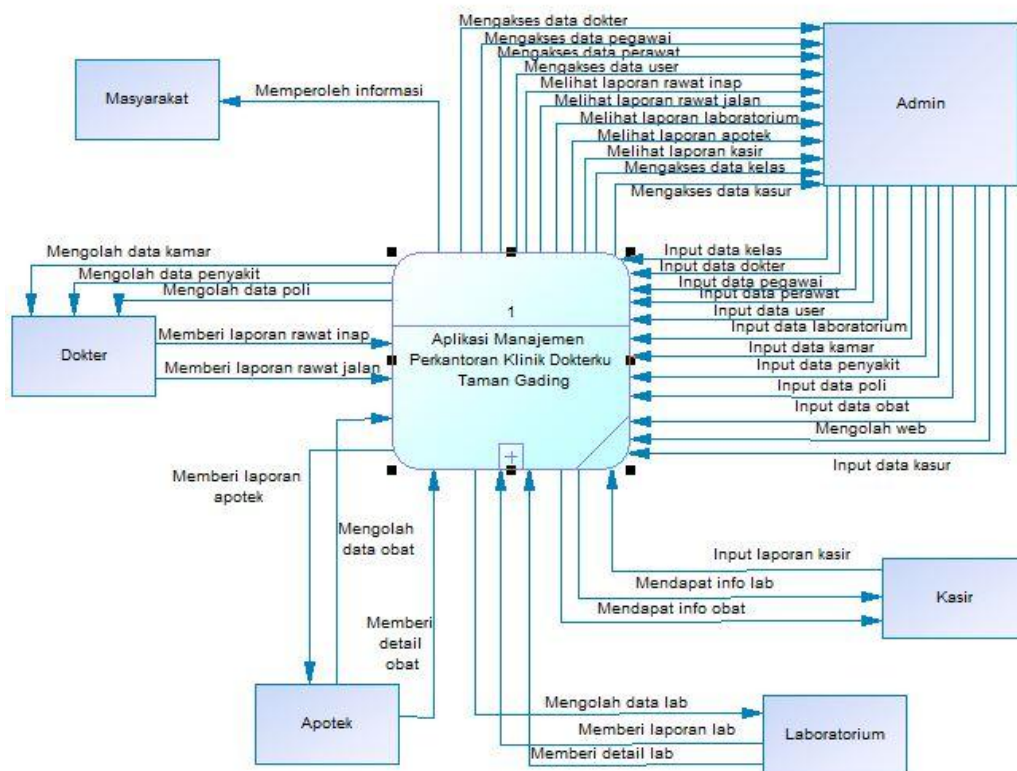 Mengakses data dokter
Mengakses data pegawai
Mengakses data perawat
Mengakses data user
Melihat laporan rawat inap
Melihat laporan rawat jalan
Melihat laporan laboratorium
Melihat laporan apotek
Melihat laporan kasir
Mengakses data kelas
Mengakses data kasur
Admin
Masyarakat
Memperoleh informasi
Mengolah data kamar
Mengolah data penyakit
Mengolah data poli
Dokter
Memberi laporan rawat inap
Memberi laporan rawat jalan
1
Aplikasi Manajemen
Perkantoran Klinik Dokterku
Taman Gading
Input data kelas
Input data dokter
Input data pegawai
Input data perawat
Input data user
Input data laboratorium
Input data kamar
Input data penyakit
Input data poli
Input data obat
Mengolah web
Input data kasur
Memberi laporan
apotek
Mengolah
data obat
Memberi
detail
obat
Apotek
Input laporan kasir
Mendapat info lab
Mendapat info obat
Kasir
Mengolah data lab
Memberi laporan lab
Memberi detail lab
Laboratorium